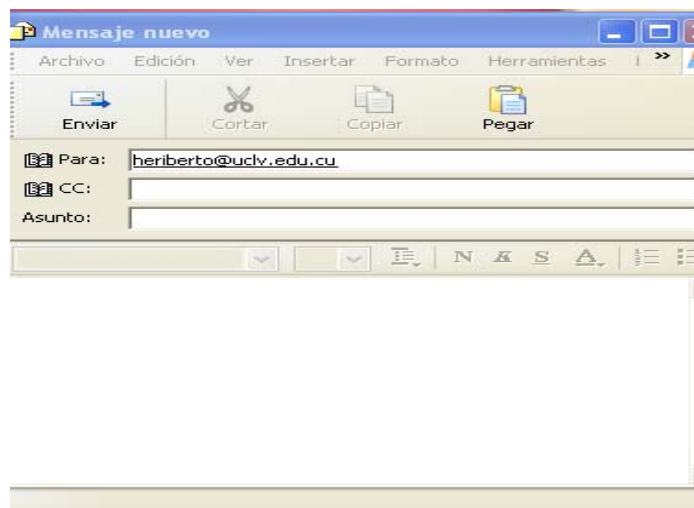 Mensaje nuevo
Archivo Edición Ver Insertar Formato Herramientas »
Enviar Cortar Copiar Pegar
Para: heriberto@uclv.edu.cu
CC:
Asunto:
N K S A